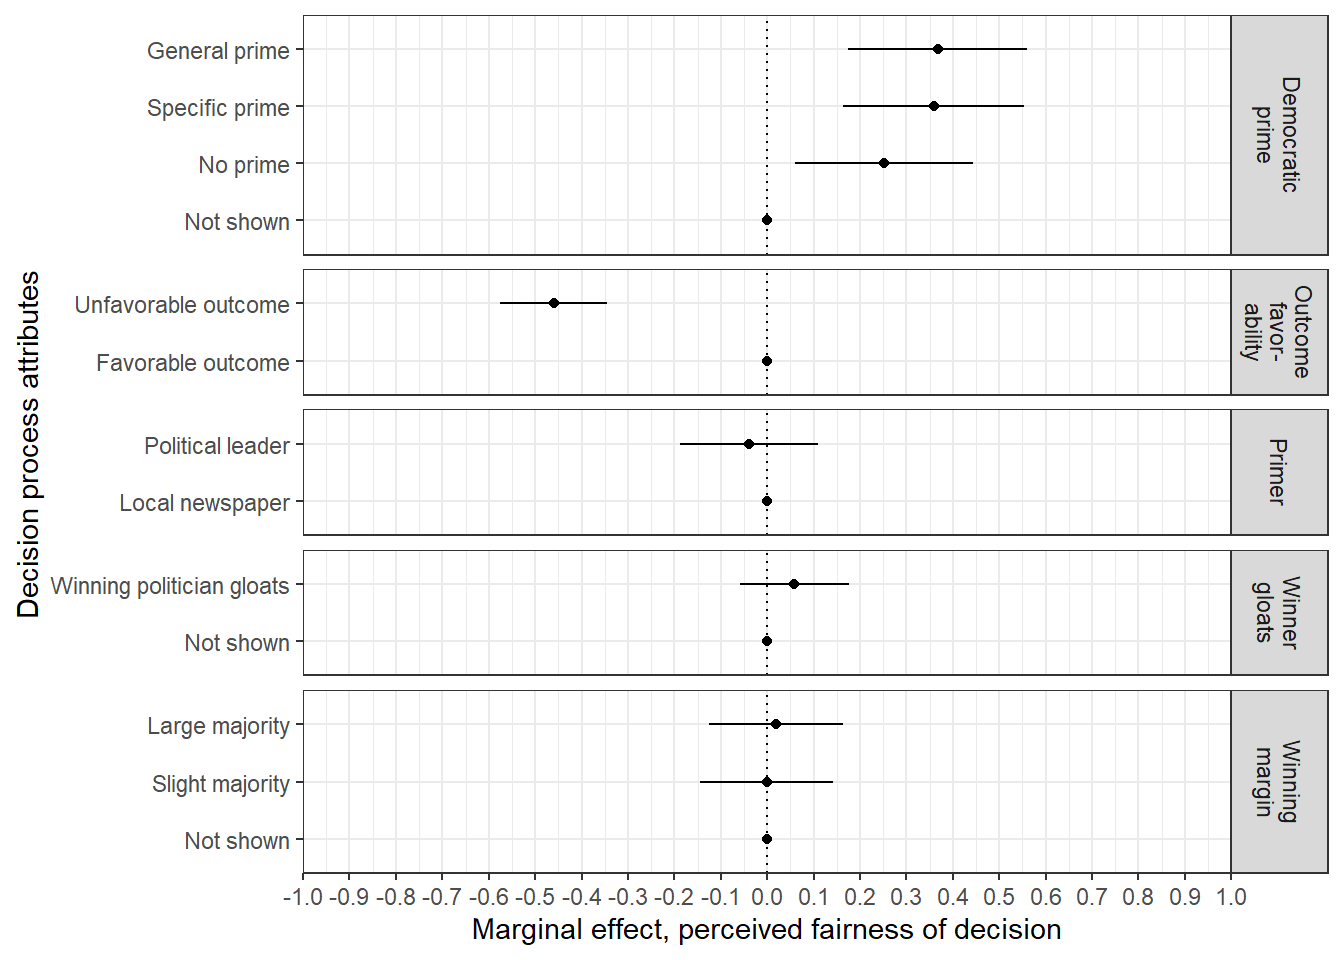 General prime
Specific prime
No prime
Not shown
Democratic
prime
Unfavorable outcome
Favorable outcome
Outcome
favor-
ability
Political leader
Local newspaper
Primer
Winning politician gloats
Not shown
Winner
gloats
Large majority
Slight majority
Not shown
Winning
margin
Decision process attributes
-1.0 -0.9 -0.8 -0.7 -0.6 -0.5 -0.4 -0.3 -0.2 -0.1 0.0 0.1 0.2 0.3 0.4 0.5 0.6 0.7 0.8 0.9 1.0
Marginal effect, perceived fairness of decision